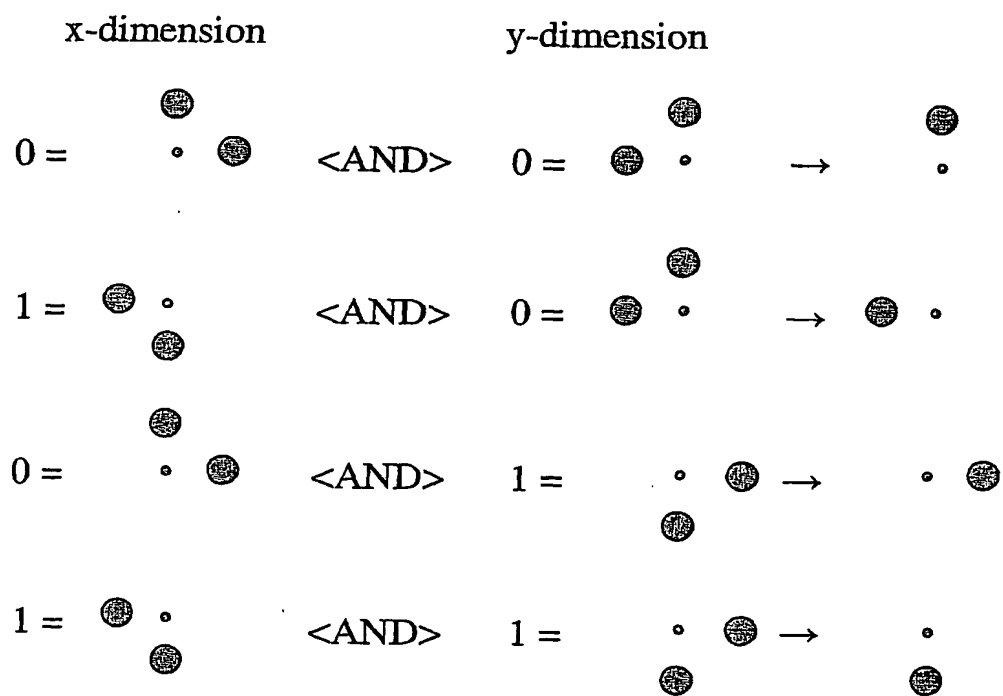 x-dimension y-dimension
0 = <AND> 0 = →
1 = <AND> 0 = →
0 = <AND> 1 = →
1 = <AND> 1 = →